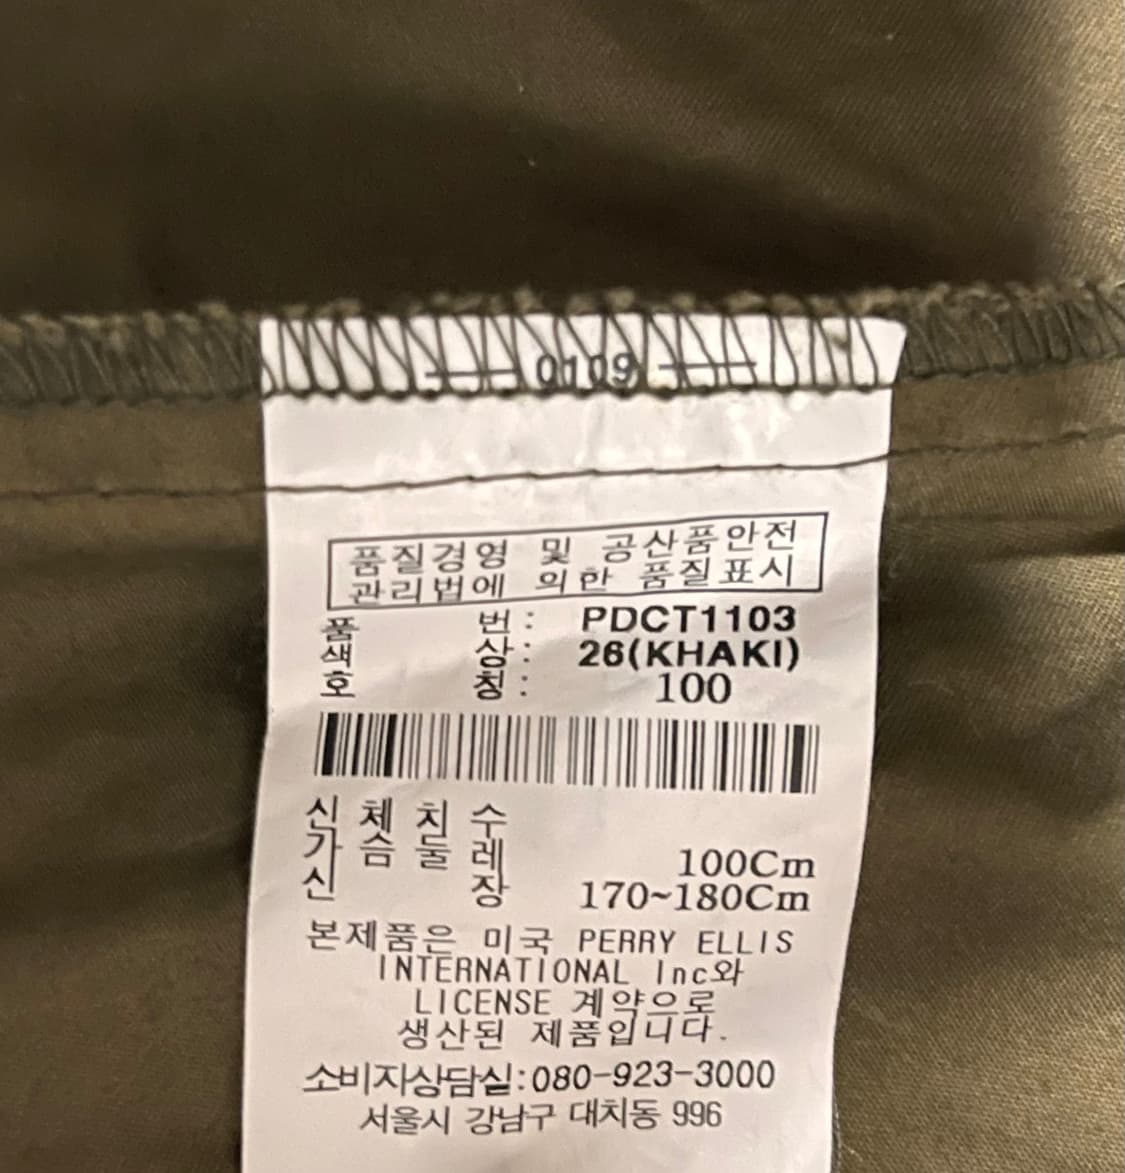 0109
품질경영 및 공산품안전
관리법에 의한 품질표시
품 번 : PDCT1103
색 상 : 26(KHAKI)
호 칭 : 100
신체치수
가슴둘레 100Cm
신 장 170~180Cm
본제품은 미국 PERRY ELLIS
INTERNATIONAL Inc와
LICENSE 계약으로
생산된 제품입니다.
소비자상담실:080-923-3000
서울시 강남구 대치동 996